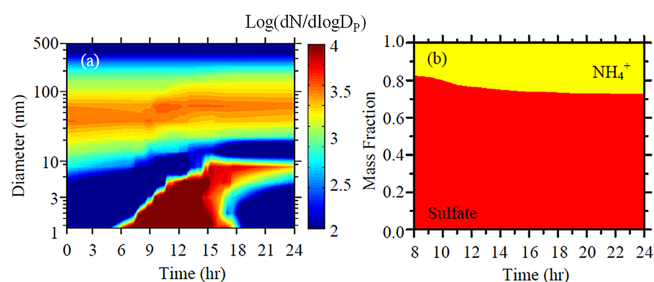 Log(dN/dlogD_P)
(a)
500
100
10
3
1
Diameter (nm)
0 3 6 9 12 15 18 21 24
Time (hr)
4
3.5
3
2.5
2
(b)
NH₄⁺
Sulfate
1.0
0.8
0.6
0.4
0.2
0.0
Mass Fraction
8 10 12 14 16 18 20 22 24
Time (hr)